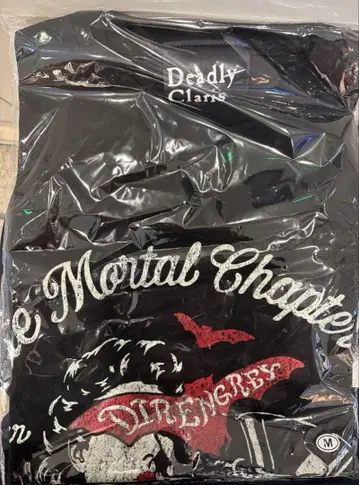 Deadly
Claris
e Mortal Chapter
DIRENGREY
n
M